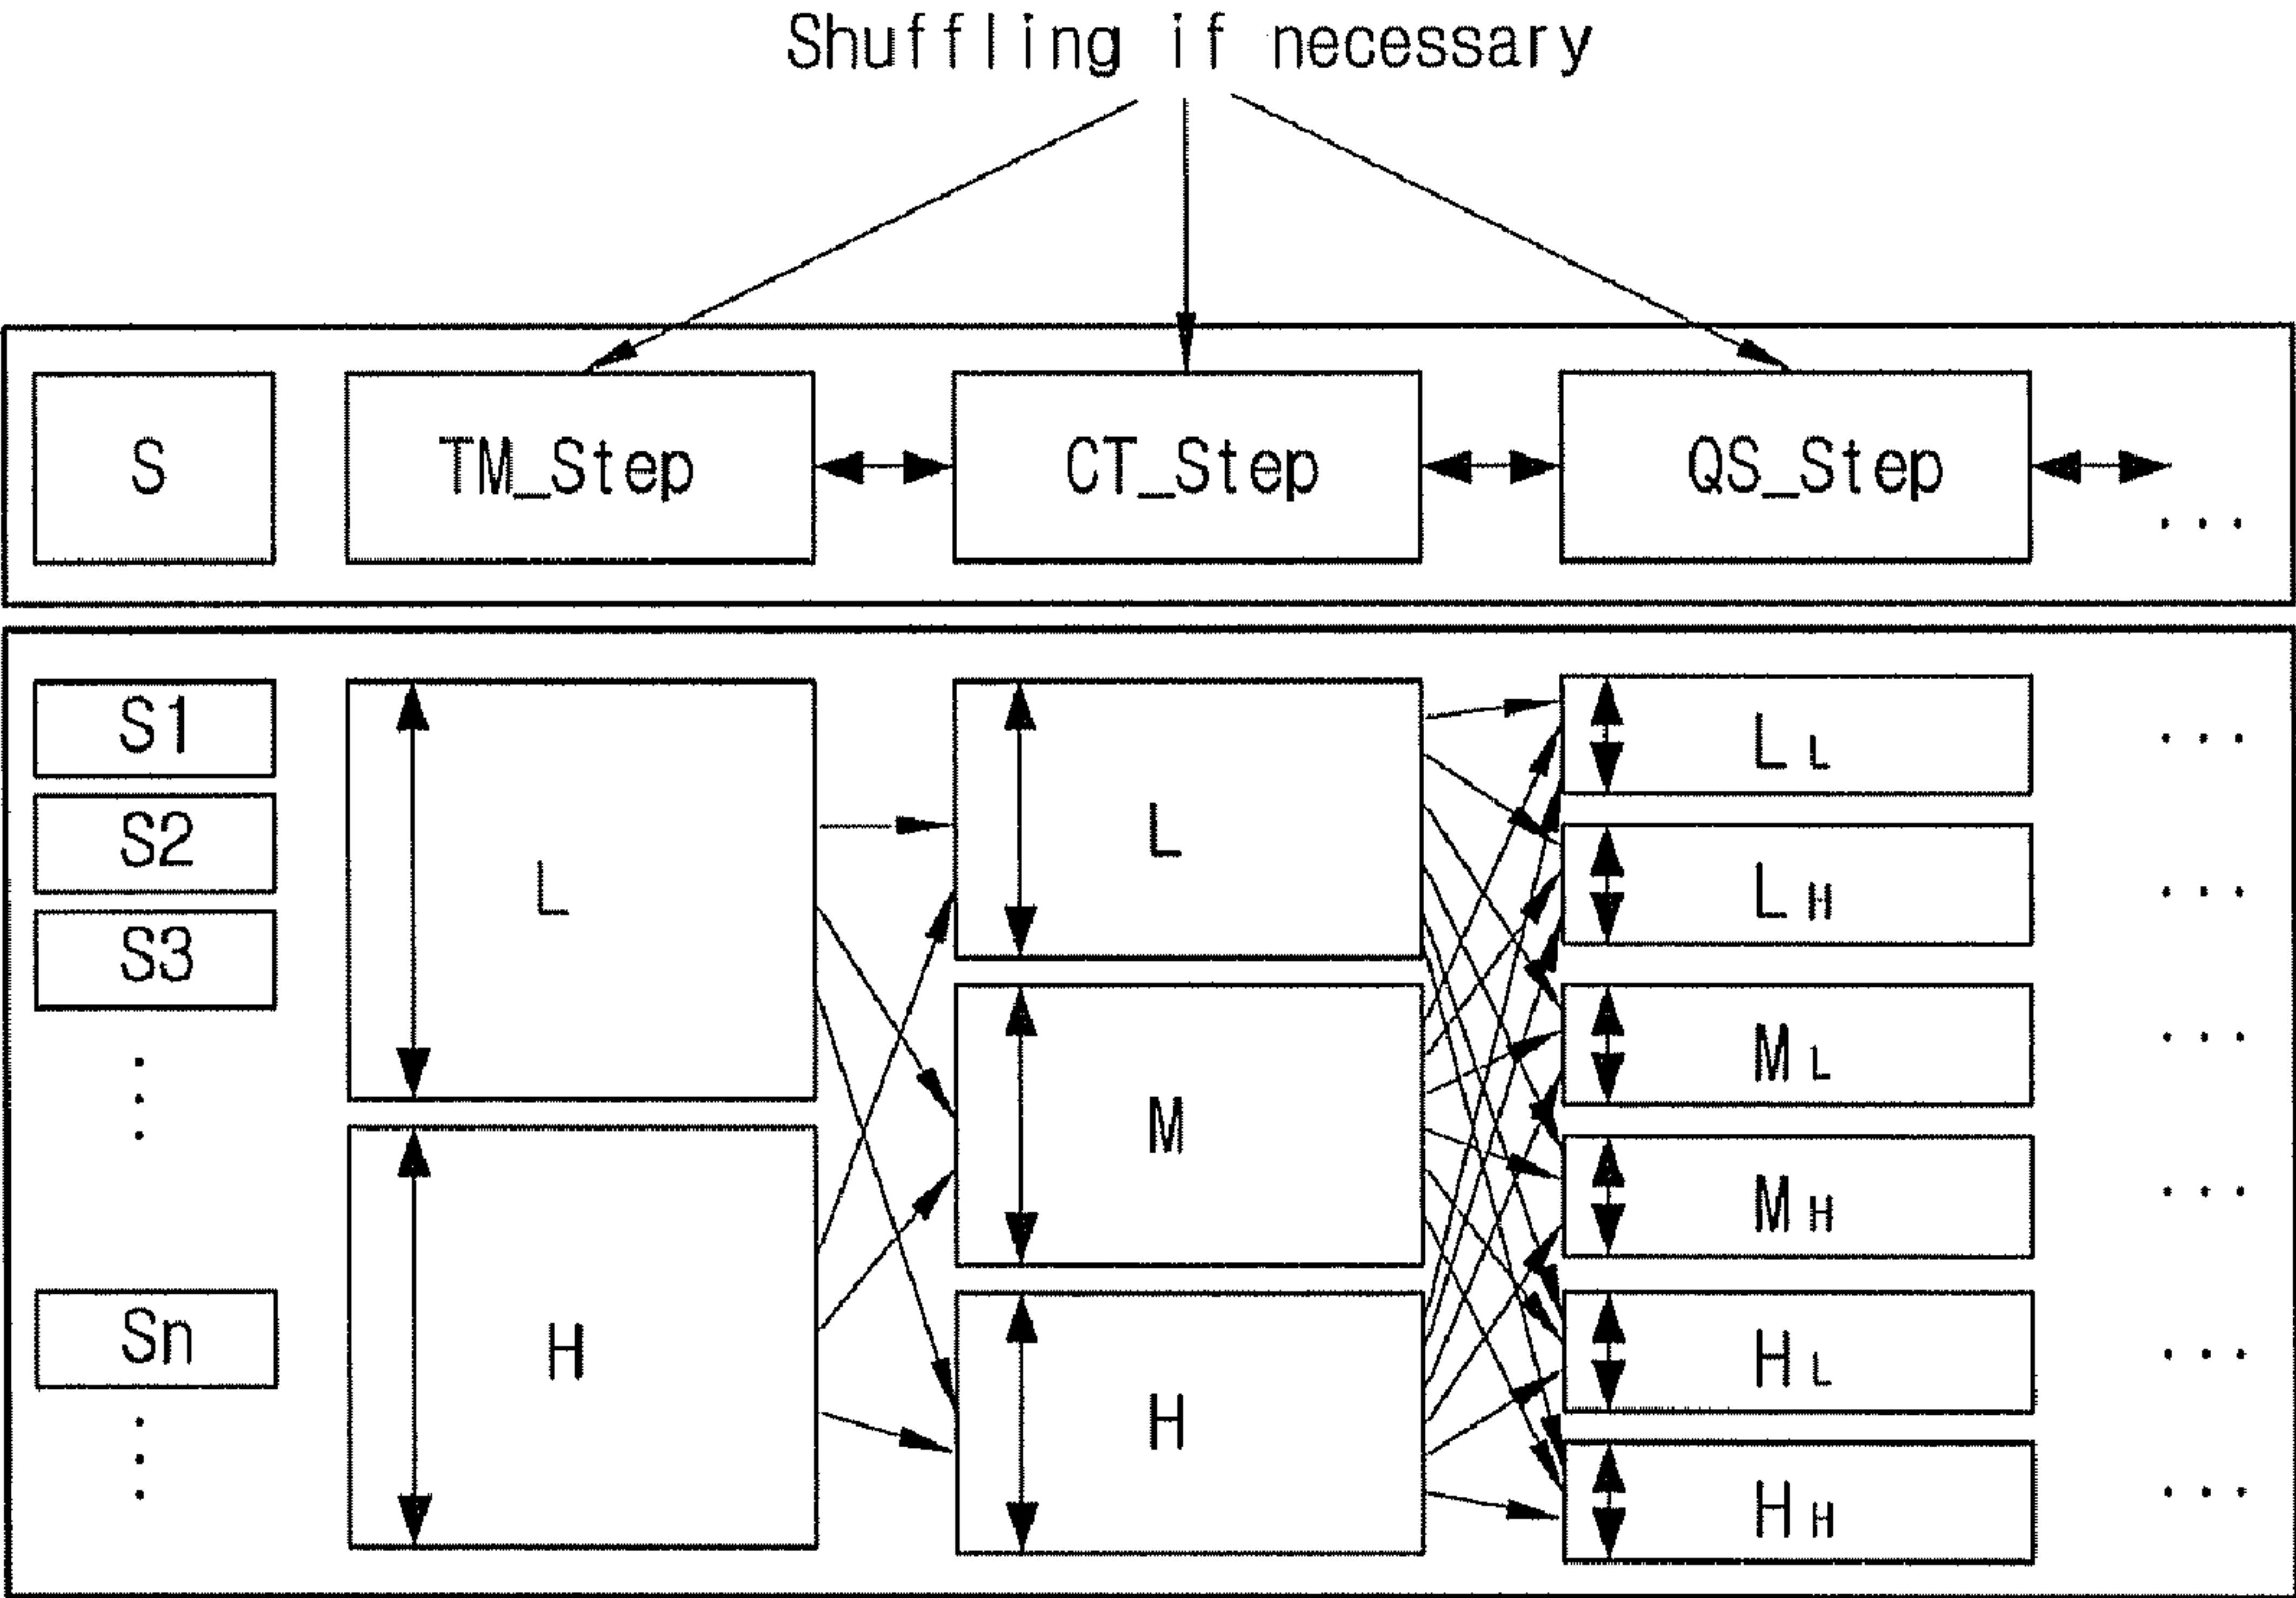 Shuffling if necessary
S TM_Step CT_Step QS_Step ...
S1
S2
S3
Sn
L
H
L
M
H
LL ...
LH ...
ML ...
MH ...
HL ...
HH ...